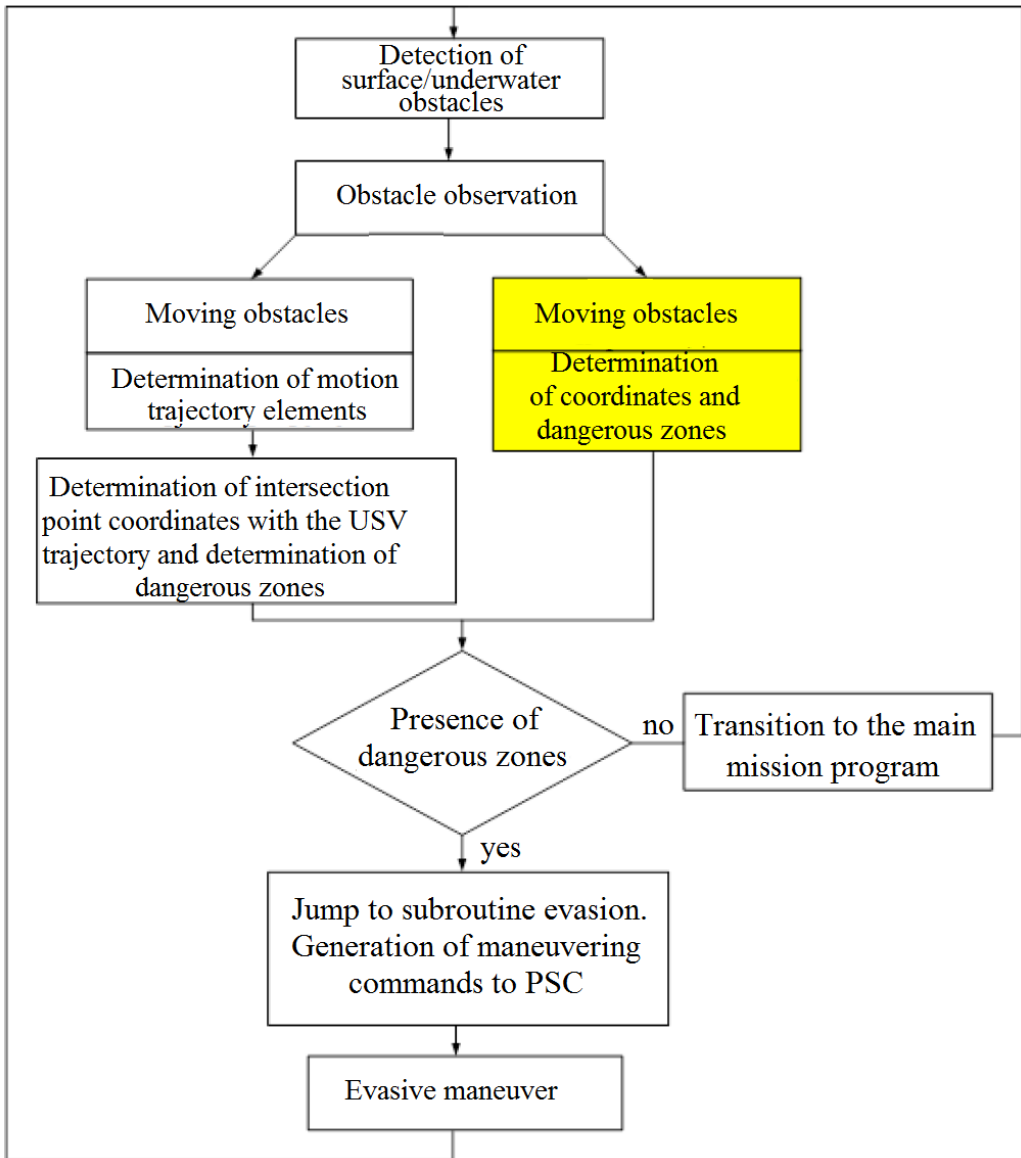 Detection of
surface/underwater
obstacles
Obstacle observation
Moving obstacles
Determination of motion
trajectory elements
Moving obstacles
Determination
of coordinates and
dangerous zones
Determination of intersection
point coordinates with the USV
trajectory and determination of
dangerous zones
Presence of
dangerous zones
no
Transition to the main
mission program
yes
Jump to subroutine evasion.
Generation of maneuvering
commands to PSC
Evasive maneuver